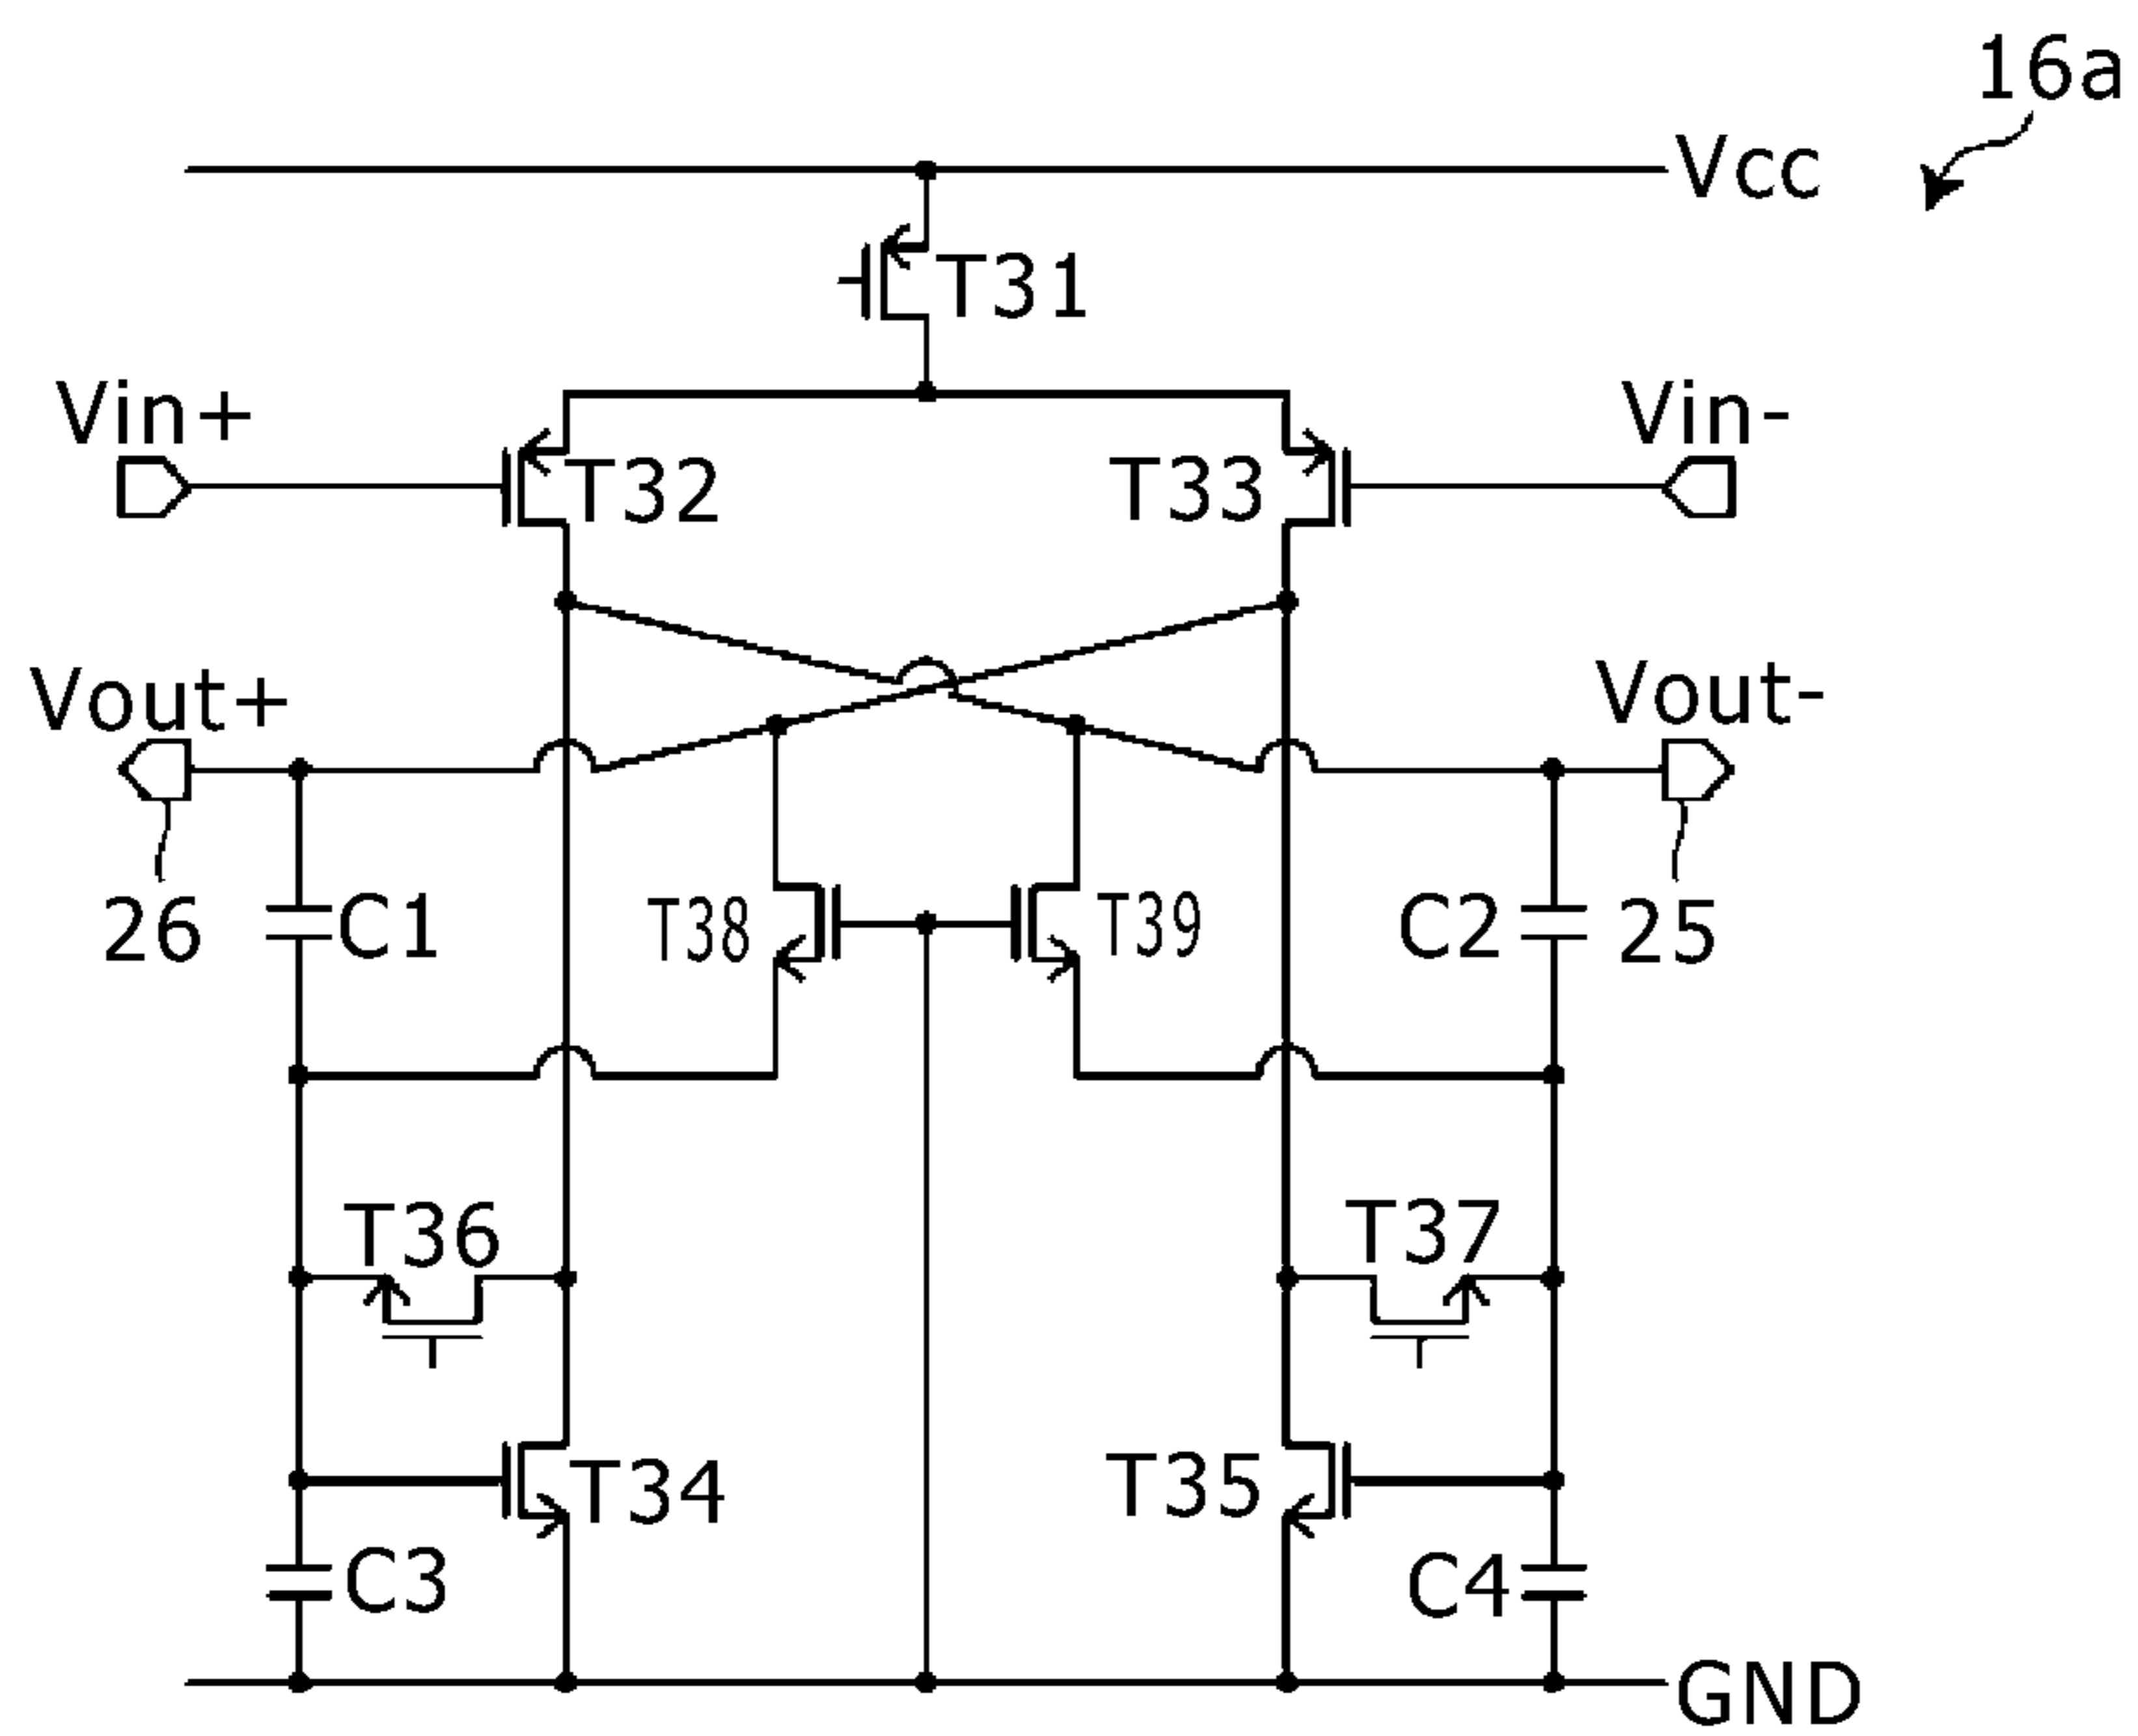 16a
Vcc
T31
Vin+
Vin-
T32
T33
Vout+
Vout-
26
C1
T38
T39
C2
25
T36
T37
T34
T35
C3
C4
GND